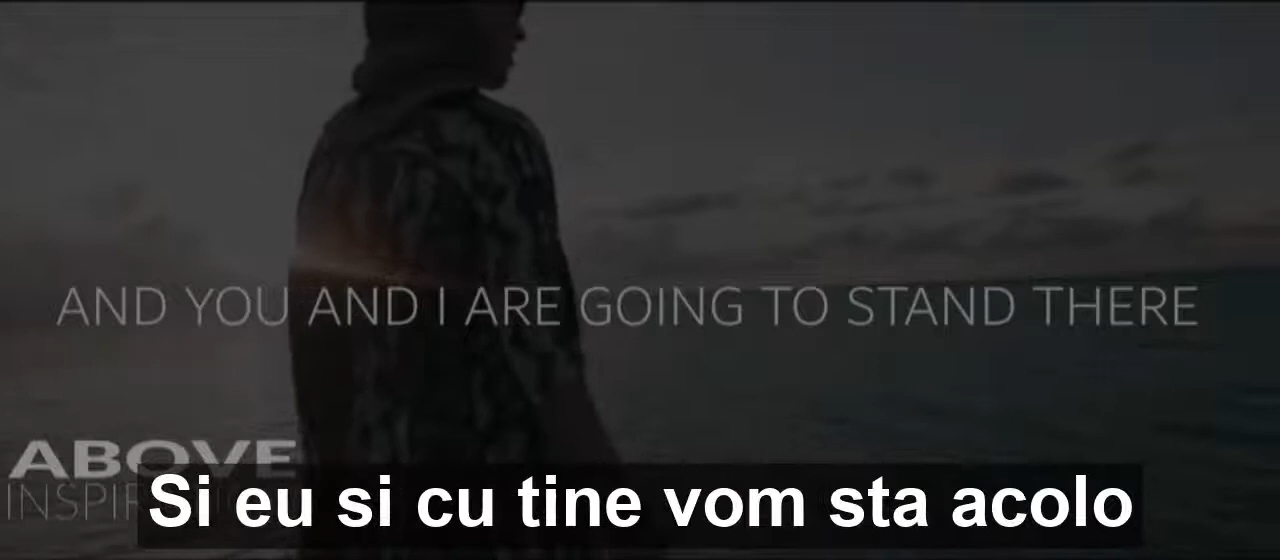 AND YOU AND I ARE GOING TO STAND THERE
ABOVE
Si eu si cu tine vom sta acolo